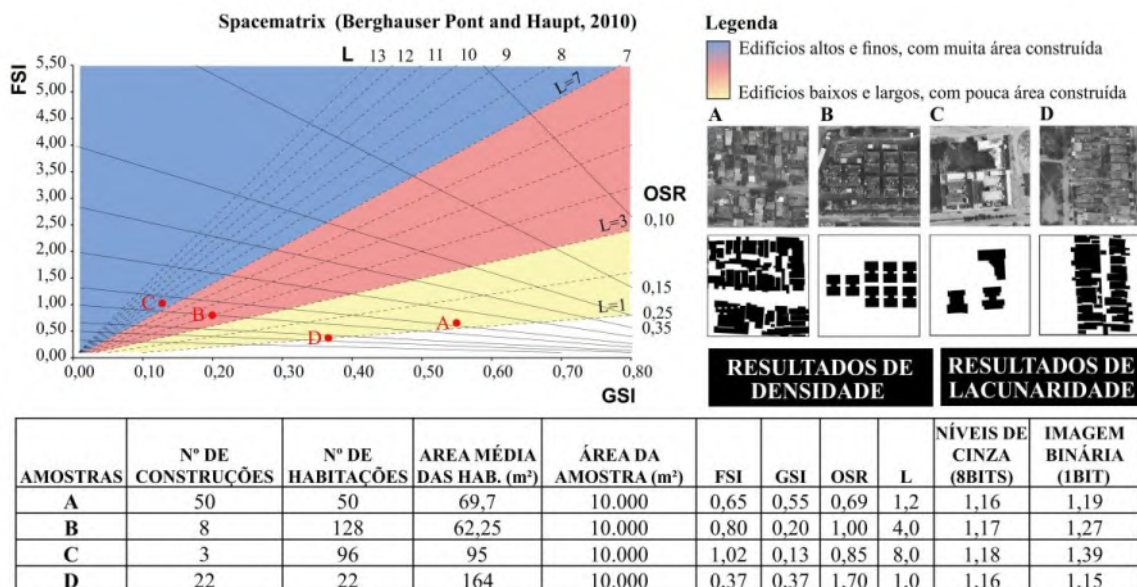 Spacematrix (Berghauser Pont and Haupt, 2010)
L 13 12 11 10 9 8 7
FSI
5,50
5,00
4,50
4,00
3,50
3,00
2,50
2,00
1,50
1,00
0,50
0,00
L=7
L=3
L=1
OSR
0,10
0,15
0,25
0,35
C
B
A
D
0,00 0,10 0,20 0,30 0,40 0,50 0,60 0,70 0,80
GSI
Legenda
Edifícios altos e finos, com muita área construída
Edifícios baixos e largos, com pouca área construída
A B C D
RESULTADOS DE DENSIDADE
RESULTADOS DE LACUNARIDADE
AMOSTRAS Nº DE CONSTRUÇÕES Nº DE HABITAÇÕES AREA MÉDIA DAS HAB. (m²) ÁREA DA AMOSTRA (m²) FSI GSI OSR L NÍVEIS DE CINZA (8BITS) IMAGEM BINÁRIA (1BIT)
A 50 50 69,7 10.000 0,65 0,55 0,69 1,2 1,16 1,19
B 8 128 62,25 10.000 0,80 0,20 1,00 4,0 1,17 1,27
C 3 96 95 10.000 1,02 0,13 0,85 8,0 1,18 1,39
D 22 22 164 10.000 0,37 0,37 1,70 1,0 1,16 1,15